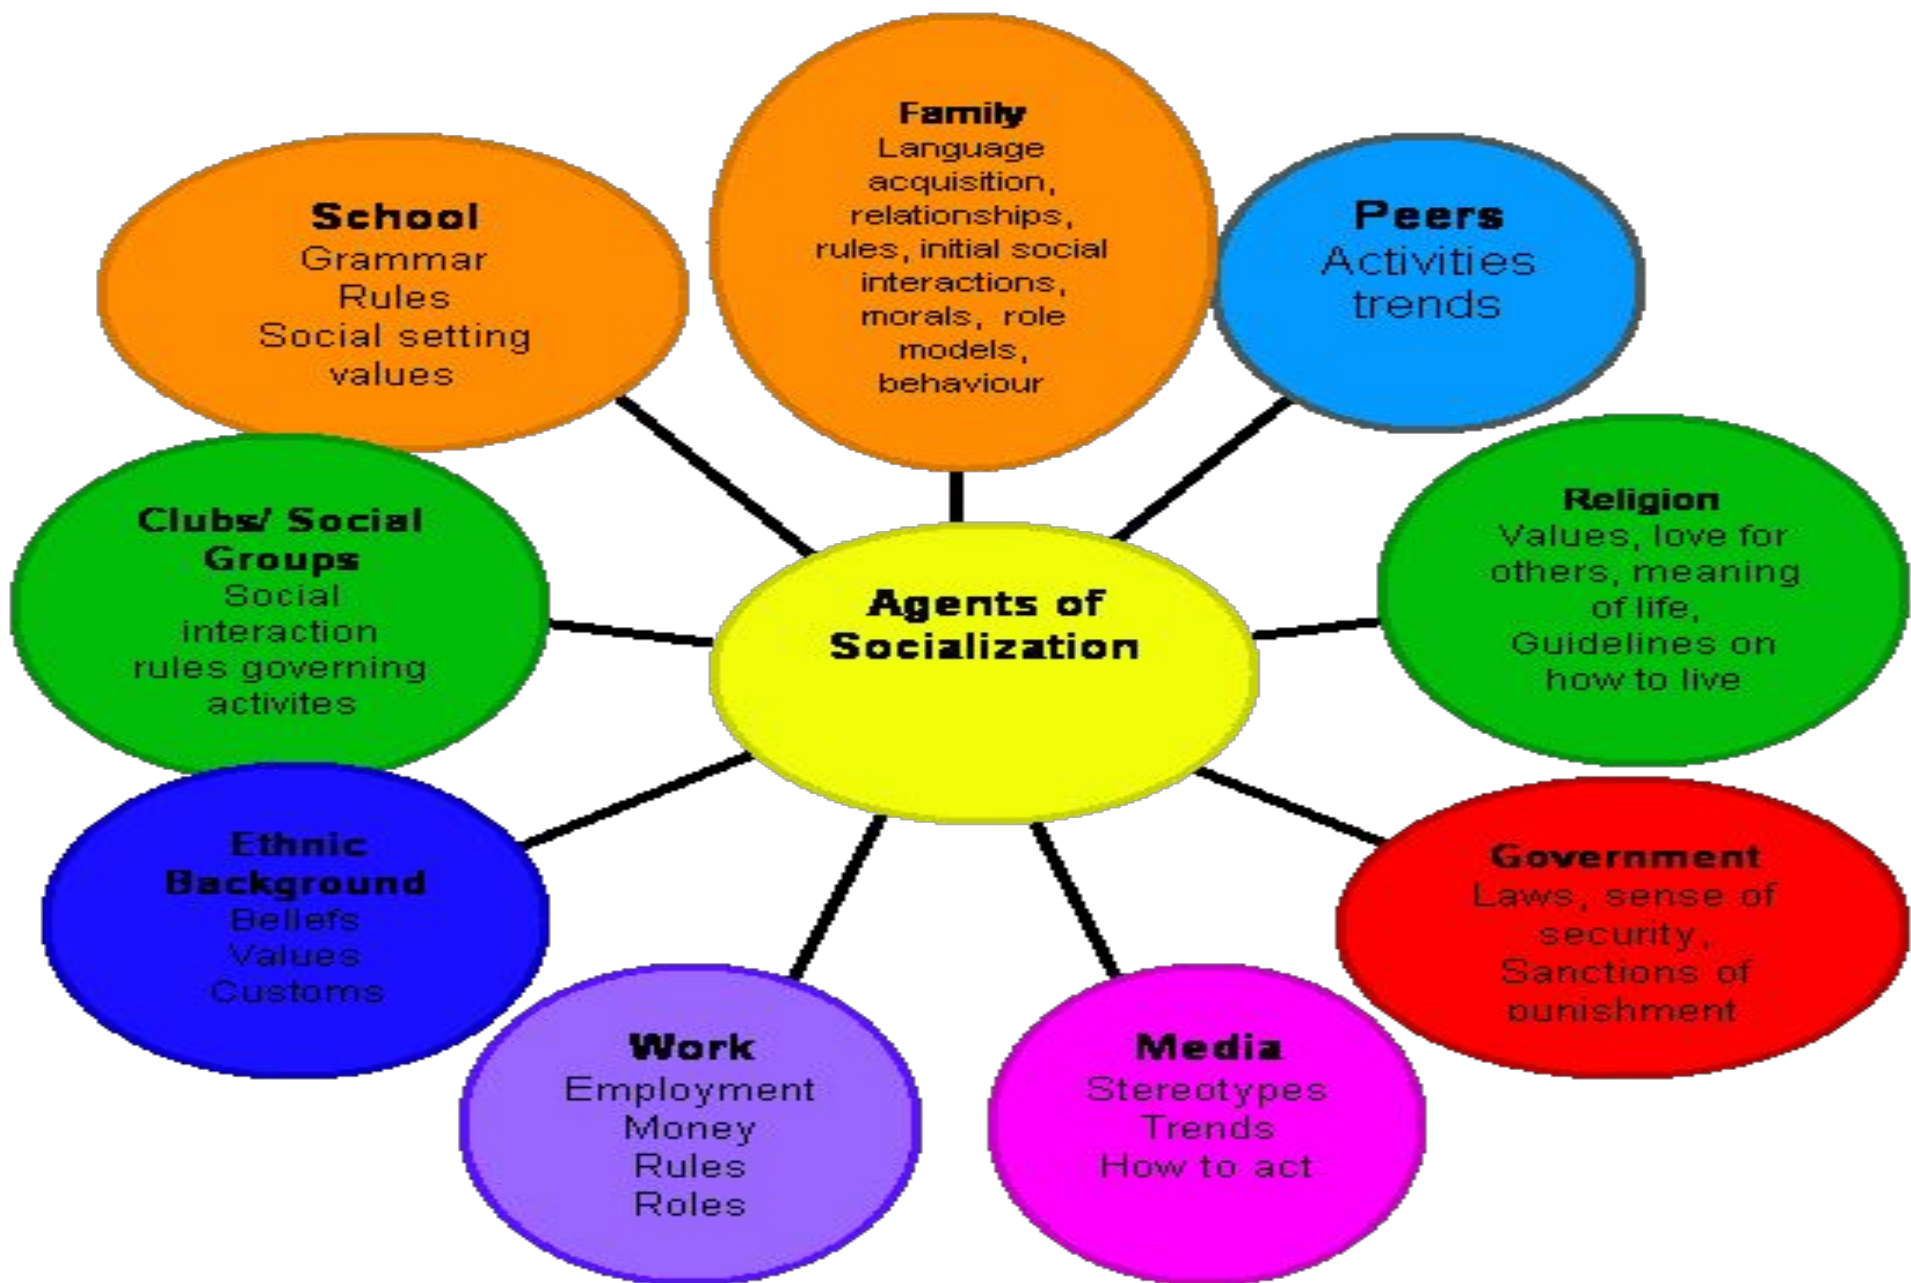 Family
Language
acquisition,
relationships,
rules, initial social
interactions,
morals, role
models,
behaviour
School
Grammar
Rules
Social setting
values
Peers
Activities
trends
Clubs/ Social
Groups
Social
interaction
rules governing
activites
Agents of
Socialization
Religion
Values, love for
others, meaning
of life,
Guidelines on
how to live
Ethnic
Background
Beliefs
Values
Customs
Government
Laws, sense of
security,
Sanctions of
punishment
Work
Employment
Money
Rules
Roles
Media
Stereotypes
Trends
How to act